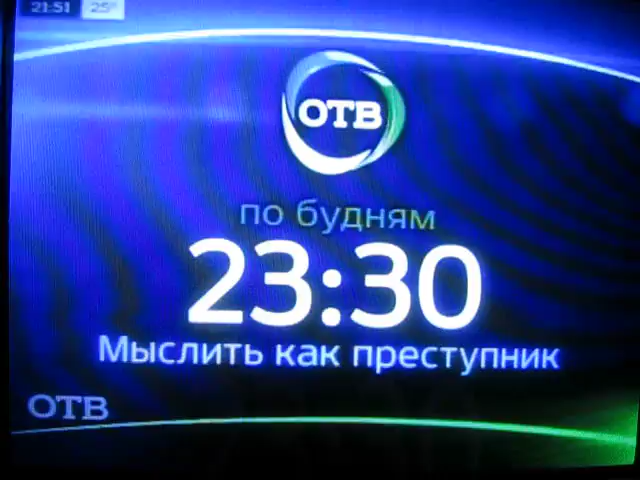 21:51 25°
ОТВ
по будням
23:30
Мыслить как преступник
ОТВ